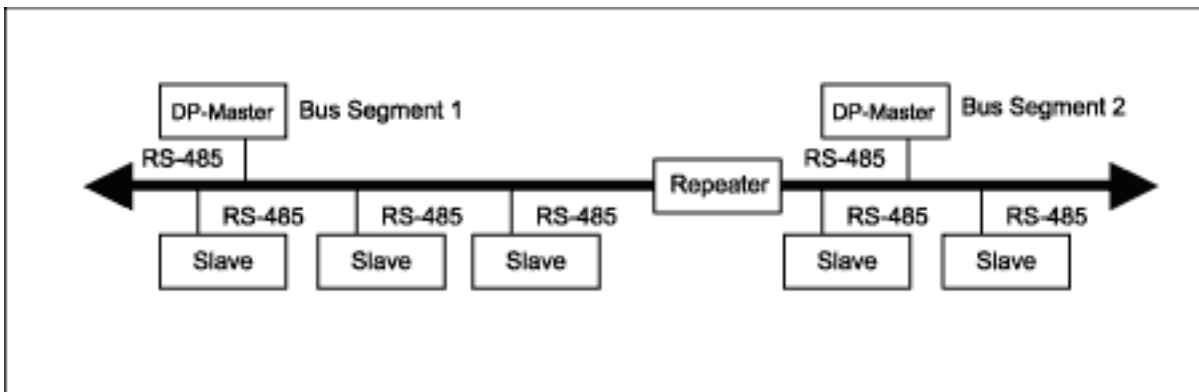 DP-Master Bus Segment 1
DP-Master Bus Segment 2
RS-485
RS-485
Repeater
RS-485 RS-485 RS-485
RS-485 RS-485
Slave Slave Slave
Slave Slave